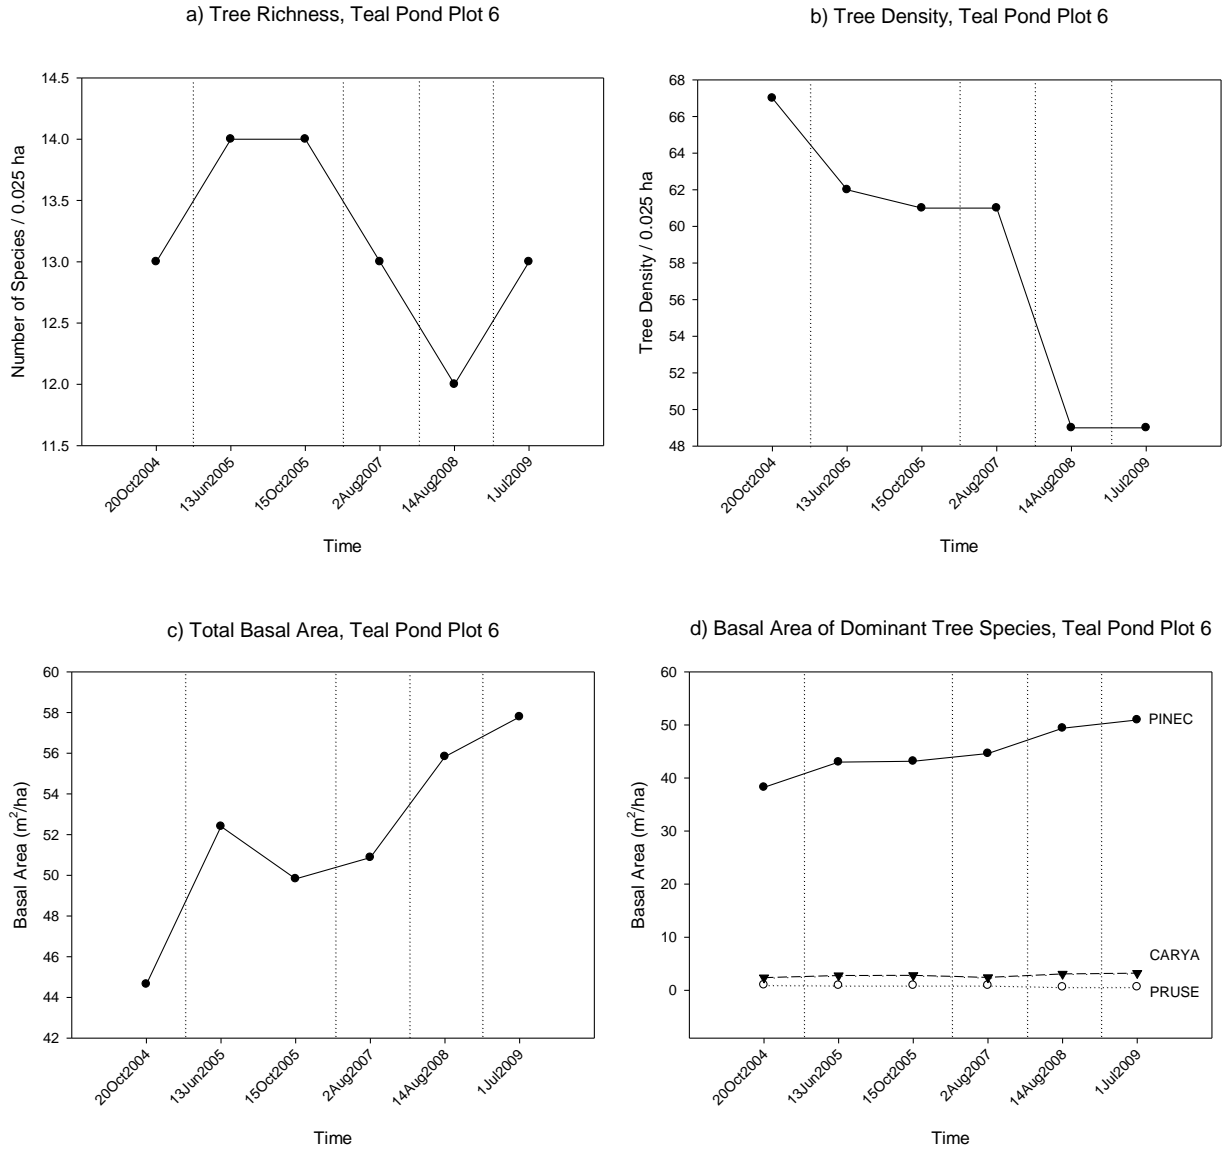 a) Tree Richness, Teal Pond Plot 6
Number of Species / 0.025 ha
14.5
14.0
13.5
13.0
12.5
12.0
11.5
20Oct2004
13Jun2005
15Oct2005
2Aug2007
14Aug2008
1Jul2009
Time
b) Tree Density, Teal Pond Plot 6
Tree Density / 0.025 ha
68
66
64
62
60
58
56
54
52
50
48
20Oct2004
13Jun2005
15Oct2005
2Aug2007
14Aug2008
1Jul2009
Time
c) Total Basal Area, Teal Pond Plot 6
Basal Area (m²/ha)
60
58
56
54
52
50
48
46
44
42
20Oct2004
13Jun2005
15Oct2005
2Aug2007
14Aug2008
1Jul2009
Time
d) Basal Area of Dominant Tree Species, Teal Pond Plot 6
Basal Area (m²/ha)
60
50
40
30
20
10
0
PINEC
CARYA
PRUSE
20Oct2004
13Jun2005
15Oct2005
2Aug2007
14Aug2008
1Jul2009
Time